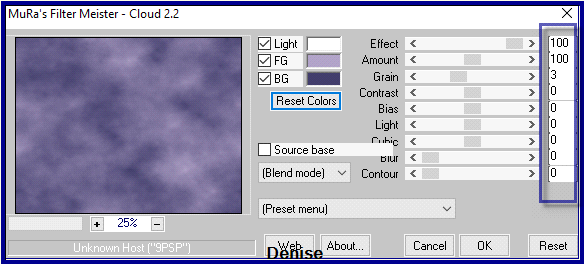 MuRa's Filter Meister - Cloud 2.2
Light
FG
BG
Reset Colors
Source base
(Blend mode)
Effect 100
Amount 100
Grain 3
Contrast 0
Bias 0
Light 0
Cubic 0
Blur
Contour 0
(Preset menu)
+ 25% -
Unknown Host ("9PSP")
Web
About...
Cancel
OK
Reset
Denise